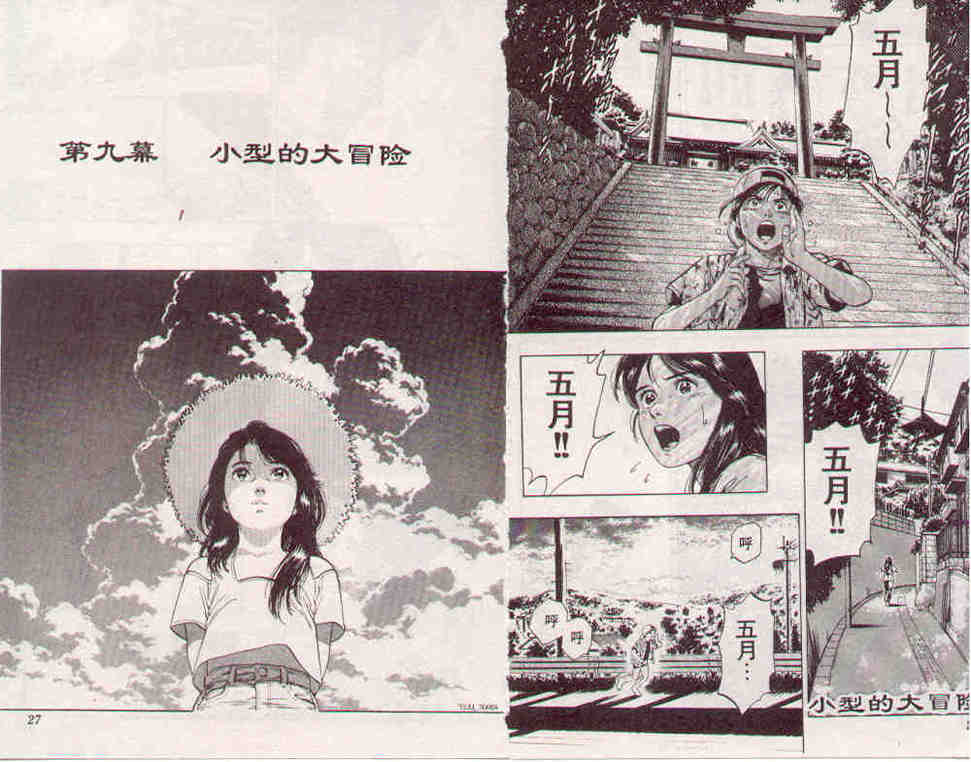 第九幕 小型的大冒险
27
五月～～
五月!!
五月!!
呼
呼
呼
五月…
小型的大冒险